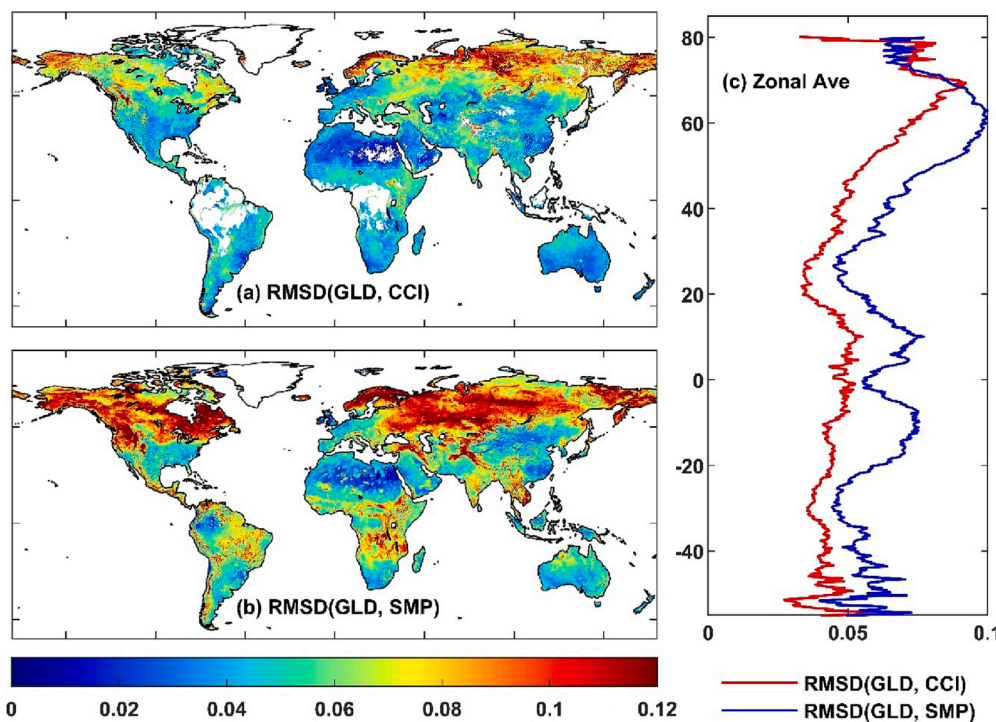 (a) RMSD(GLD, CCI)
(b) RMSD(GLD, SMP)
0 0.02 0.04 0.06 0.08 0.1 0.12
(c) Zonal Ave
80
60
40
20
0
-20
-40
0 0.05 0.1
RMSD(GLD, CCI)
RMSD(GLD, SMP)